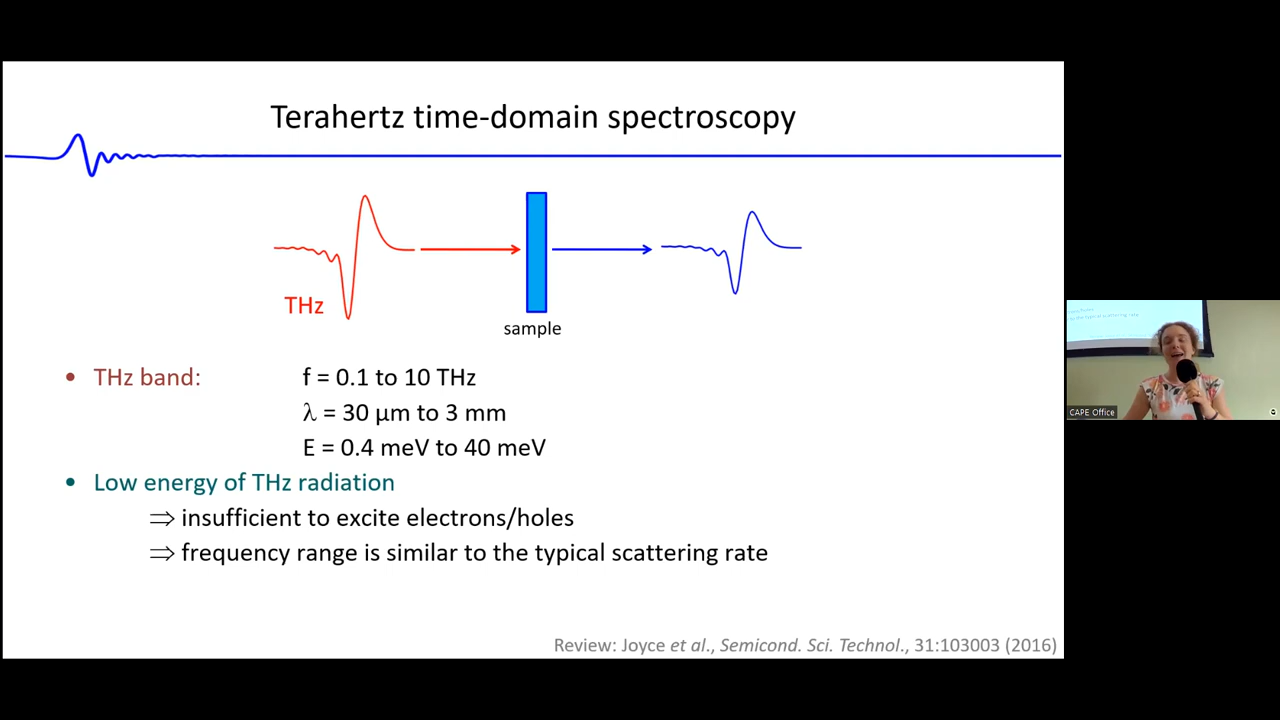 Terahertz time-domain spectroscopy
THz
sample
• THz band: f = 0.1 to 10 THz
λ = 30 µm to 3 mm
E = 0.4 meV to 40 meV
• Low energy of THz radiation
⇒ insufficient to excite electrons/holes
⇒ frequency range is similar to the typical scattering rate
Review: Joyce et al., Semicond. Sci. Technol., 31:103003 (2016)
CAPE Office